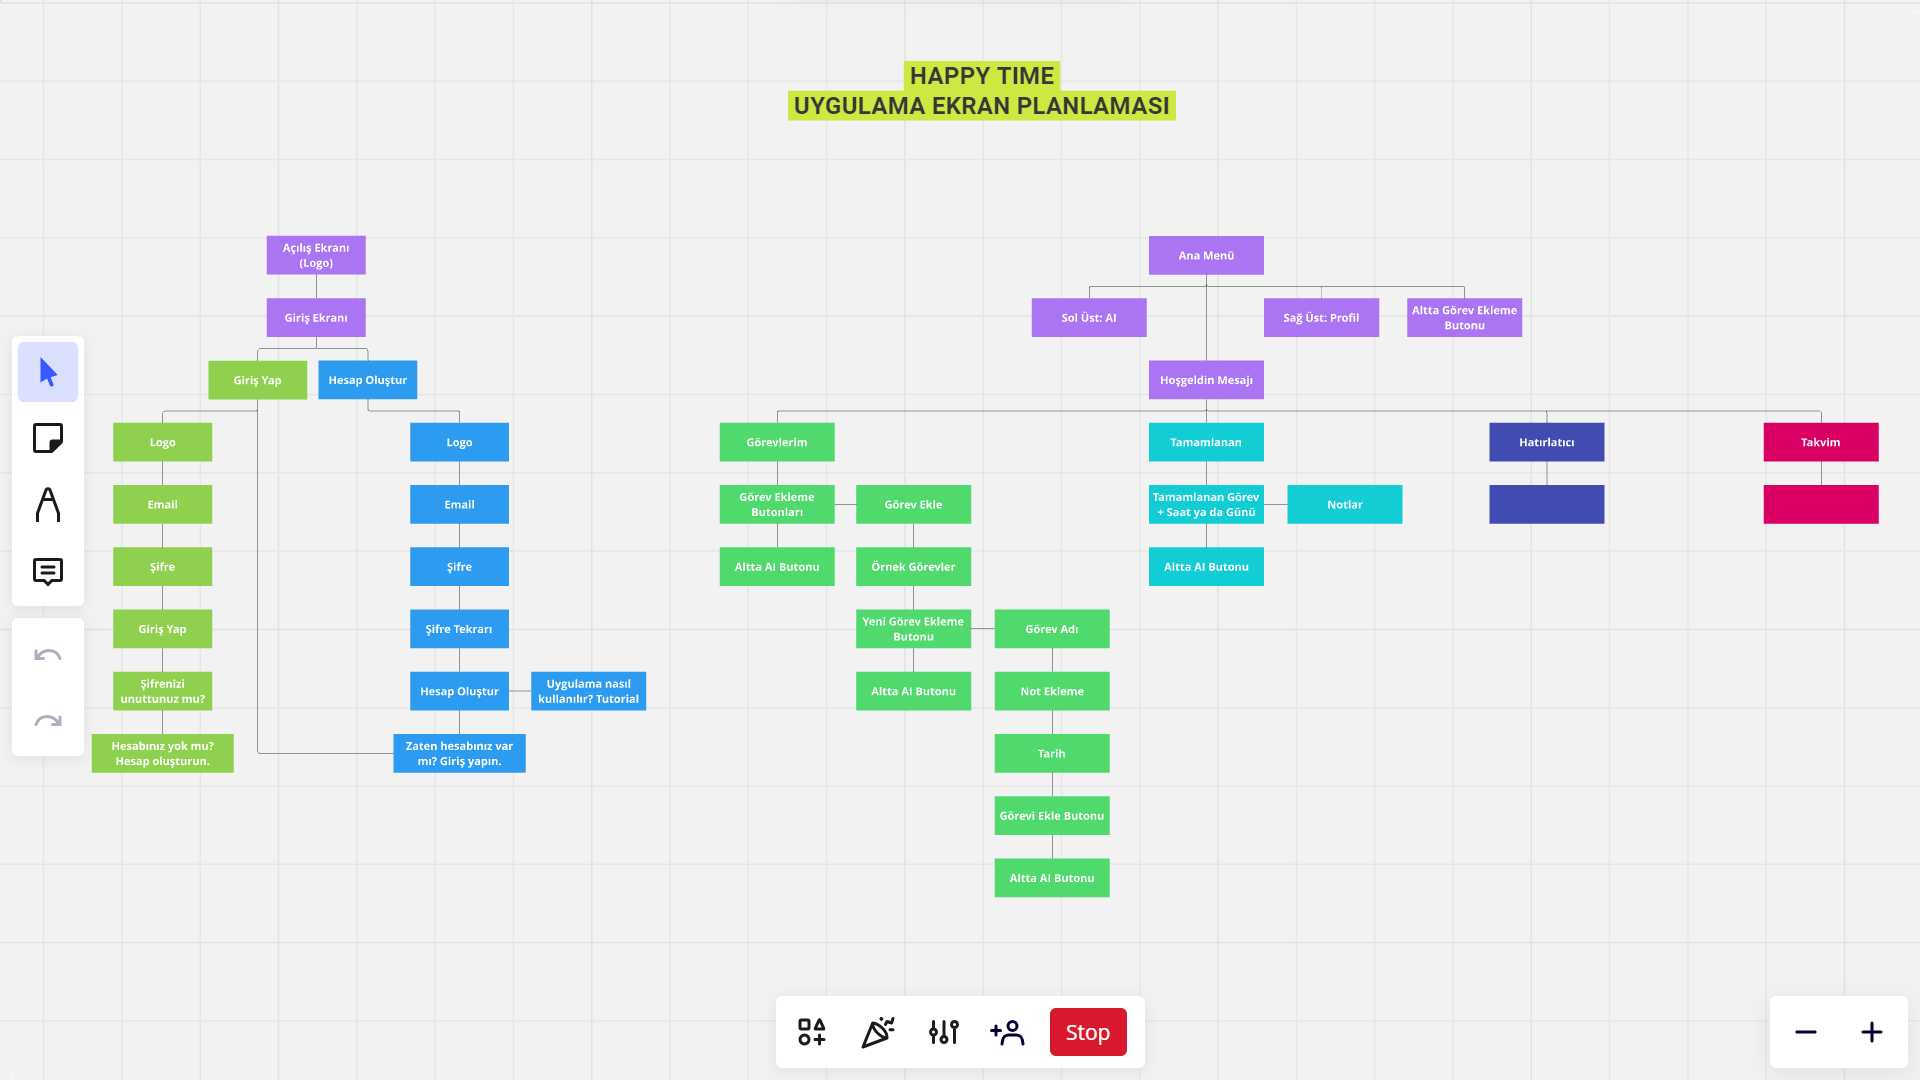 HAPPY TIME
UYGULAMA EKRAN PLANLAMASI
Açılış Ekranı
(Logo)
Giriş Ekranı
Giriş Yap
Hesap Oluştur
Logo
Email
Şifre
Giriş Yap
Şifrenizi
unuttunuz mu?
Hesabınız yok mu?
Hesap oluşturun.
Logo
Email
Şifre
Şifre Tekrarı
Hesap Oluştur
Uygulama nasıl
kullanılır? Tutorial
Zaten hesabınız var
mı? Giriş yapın.
Ana Menü
Sol Üst: AI
Sağ Üst: Profil
Altta Görev Ekleme
Butonu
Hoşgeldin Mesajı
Görevlerim
Görev Ekleme
Butonları
Altta AI Butonu
Görev Ekle
Örnek Görevler
Yeni Görev Ekleme
Butonu
Altta AI Butonu
Görev Adı
Not Ekleme
Tarih
Görevi Ekle Butonu
Altta AI Butonu
Tamamlanan
Tamamlanan Görev
+ Saat ya da Günü
Notlar
Altta AI Butonu
Hatırlatıcı
Takvim
Stop